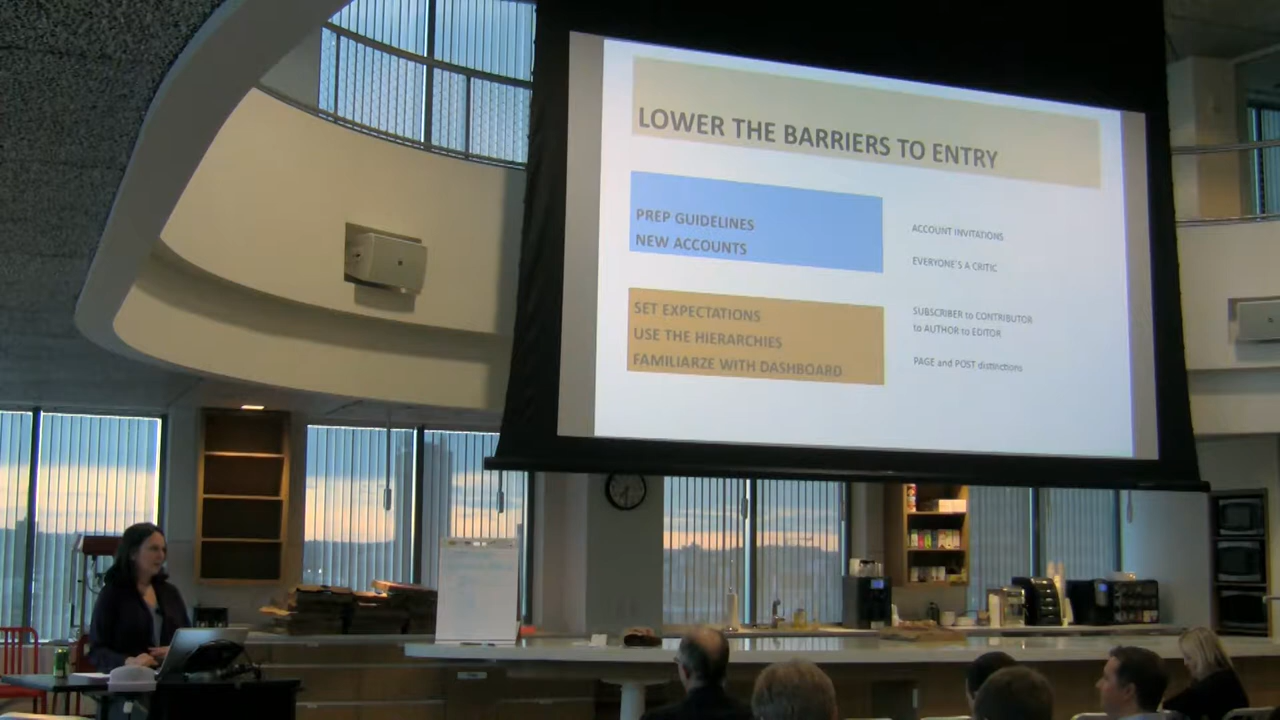 LOWER THE BARRIERS TO ENTRY
PREP GUIDELINES
NEW ACCOUNTS
ACCOUNT INVITATIONS
EVERYONE'S A CRITIC
SET EXPECTATIONS
USE THE HIERARCHIES
FAMILIARZE WITH DASHBOARD
SUBSCRIBER to CONTRIBUTOR
to AUTHOR to EDITOR
PAGE and POST distinctions